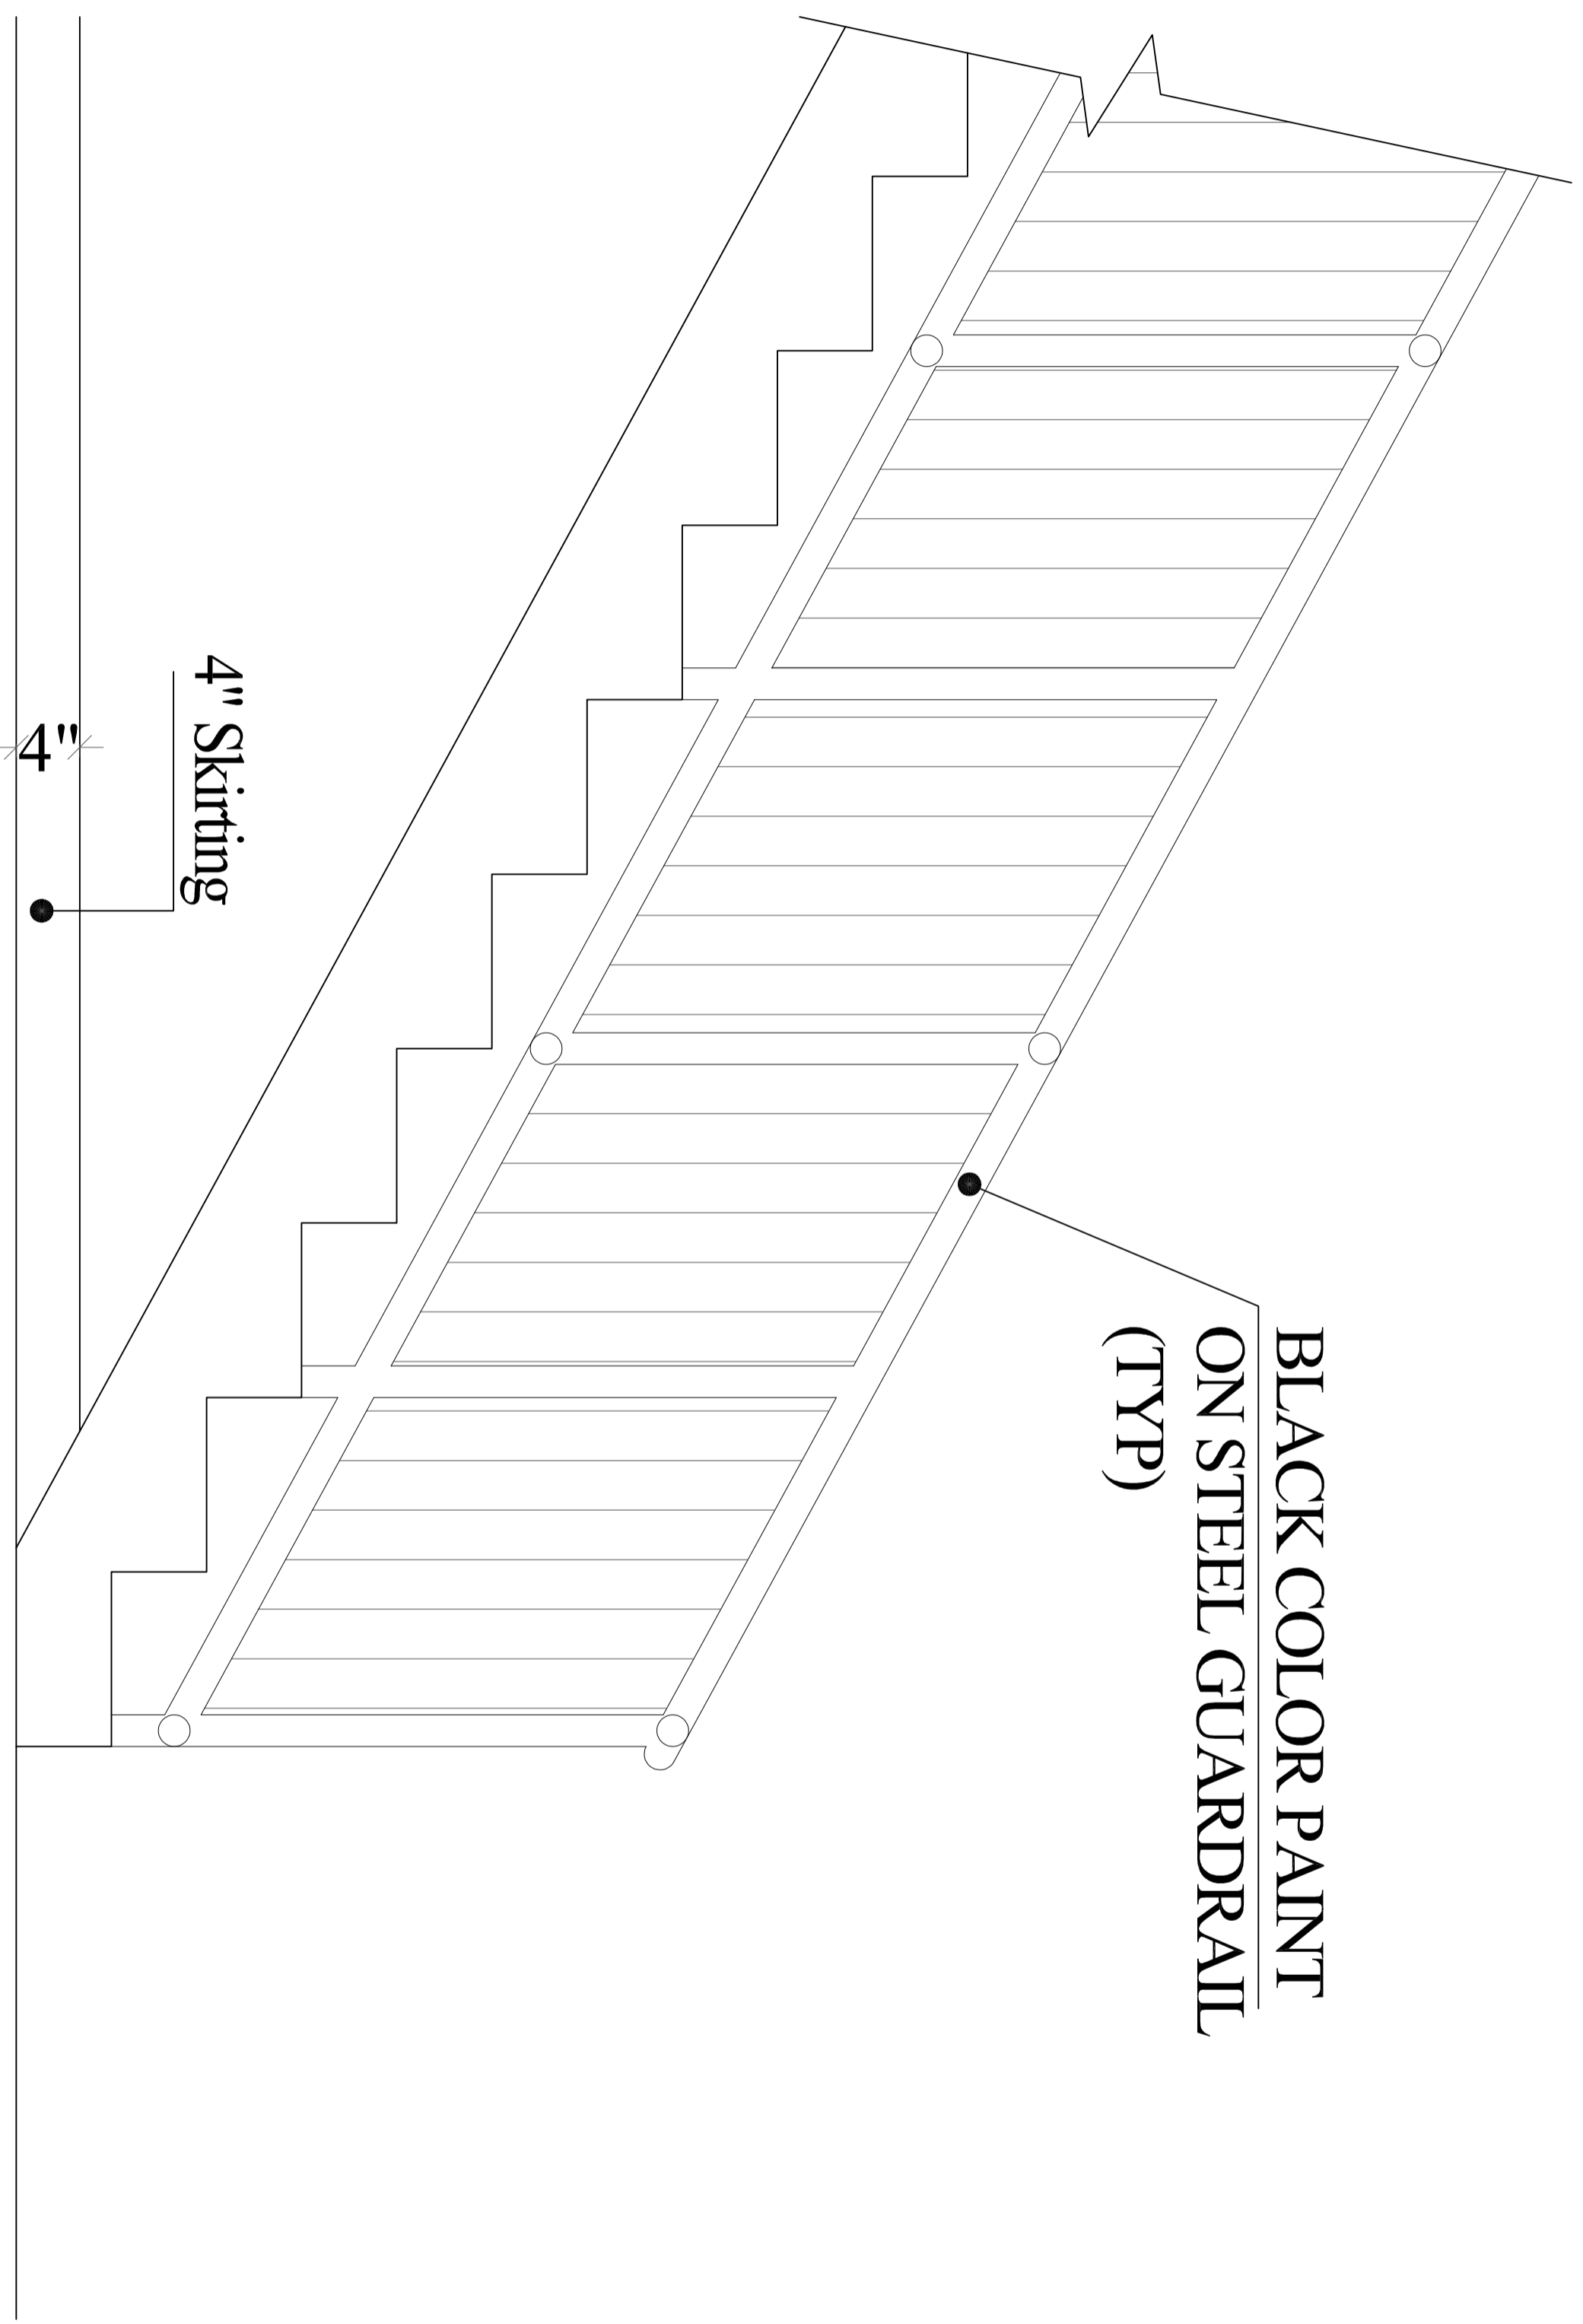 BLACK COLOR PAINT
ON STEEL GUARDRAIL
(TYP)
4" Skirting
4"